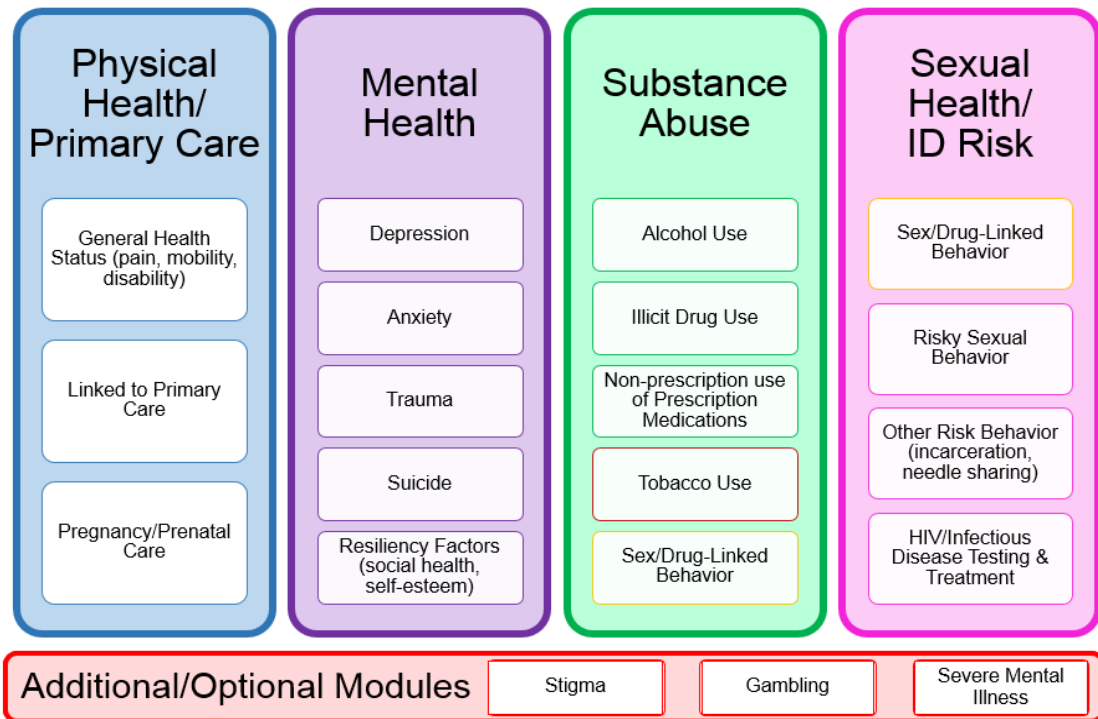 Physical
Health/
Primary Care
General Health
Status (pain, mobility,
disability)
Linked to Primary
Care
Pregnancy/Prenatal
Care
Mental
Health
Depression
Anxiety
Trauma
Suicide
Resiliency Factors
(social health,
self-esteem)
Substance
Abuse
Alcohol Use
Illicit Drug Use
Non-prescription use
of Prescription
Medications
Tobacco Use
Sex/Drug-Linked
Behavior
Sexual
Health/
ID Risk
Sex/Drug-Linked
Behavior
Risky Sexual
Behavior
Other Risk Behavior
(incarceration,
needle sharing)
HIV/Infectious
Disease Testing &
Treatment
Additional/Optional Modules
Stigma
Gambling
Severe Mental
Illness